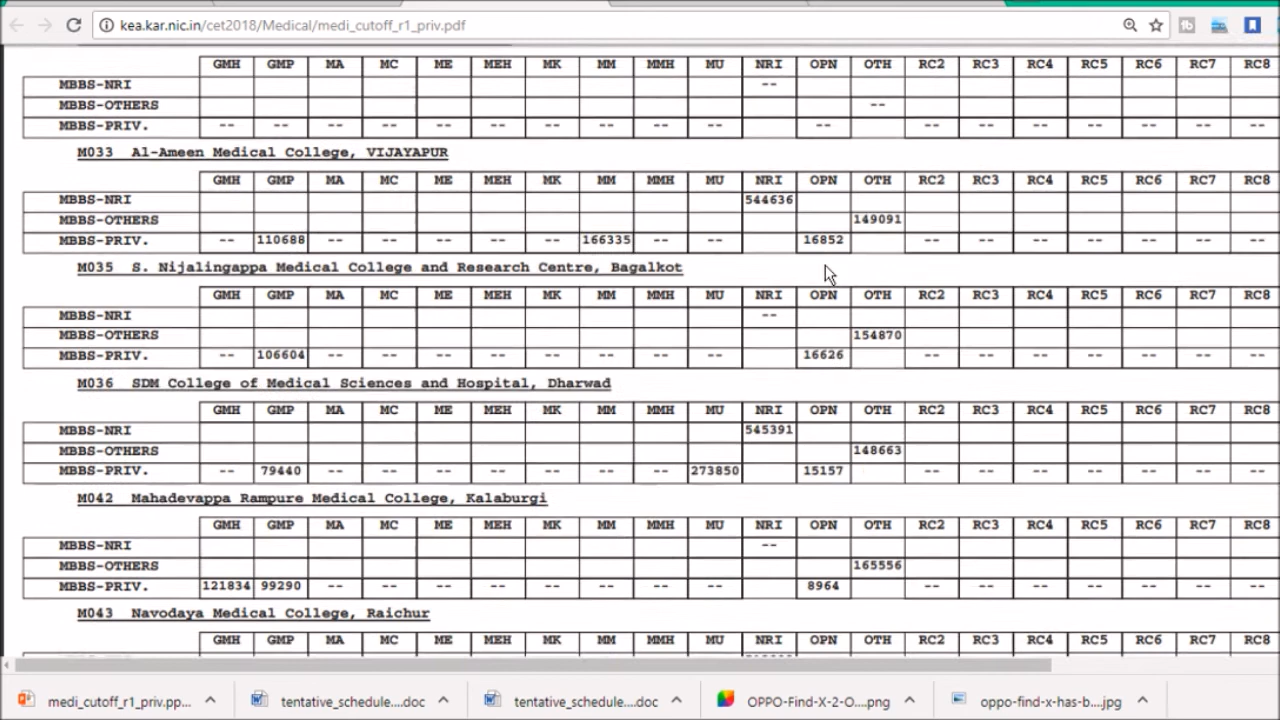 kea.kar.nic.in/cet2018/Medical/medi_cutoff_r1_priv.pdf
GMH GMP MA MC ME MEH MK MM MMH MU NRI OPN OTH RC2 RC3 RC4 RC5 RC6 RC7 RC8
MBBS-NRI --
MBBS-OTHERS --
MBBS-PRIV. -- -- -- -- -- -- -- -- -- -- -- -- -- -- -- -- -- --
M033 Al-Ameen Medical College, VIJAYAPUR
GMH GMP MA MC ME MEH MK MM MMH MU NRI OPN OTH RC2 RC3 RC4 RC5 RC6 RC7 RC8
MBBS-NRI 544636
MBBS-OTHERS 149091
MBBS-PRIV. -- 110688 -- -- -- -- -- 166335 -- -- 16852 -- -- -- -- -- -- --
M035 S. Nijalingappa Medical College and Research Centre, Bagalkot
GMH GMP MA MC ME MEH MK MM MMH MU NRI OPN OTH RC2 RC3 RC4 RC5 RC6 RC7 RC8
MBBS-NRI --
MBBS-OTHERS 154870
MBBS-PRIV. -- 106604 -- -- -- -- -- -- -- -- 16626 -- -- -- -- -- -- --
M036 SDM College of Medical Sciences and Hospital, Dharwad
GMH GMP MA MC ME MEH MK MM MMH MU NRI OPN OTH RC2 RC3 RC4 RC5 RC6 RC7 RC8
MBBS-NRI 545391
MBBS-OTHERS 148663
MBBS-PRIV. -- 79440 -- -- -- -- -- -- -- 273850 15157 -- -- -- -- -- -- --
M042 Mahadevappa Rampure Medical College, Kalaburgi
GMH GMP MA MC ME MEH MK MM MMH MU NRI OPN OTH RC2 RC3 RC4 RC5 RC6 RC7 RC8
MBBS-NRI --
MBBS-OTHERS 165556
MBBS-PRIV. 121834 99290 -- -- -- -- -- -- -- -- 8964 -- -- -- -- -- -- --
M043 Navodaya Medical College, Raichur
GMH GMP MA MC ME MEH MK MM MMH MU NRI OPN OTH RC2 RC3 RC4 RC5 RC6 RC7 RC8
medi_cutoff_r1_priv.pp... tentative_schedule....doc tentative_schedule....doc OPPO-Find-X-2-O....png oppo-find-x-has-b....jpg